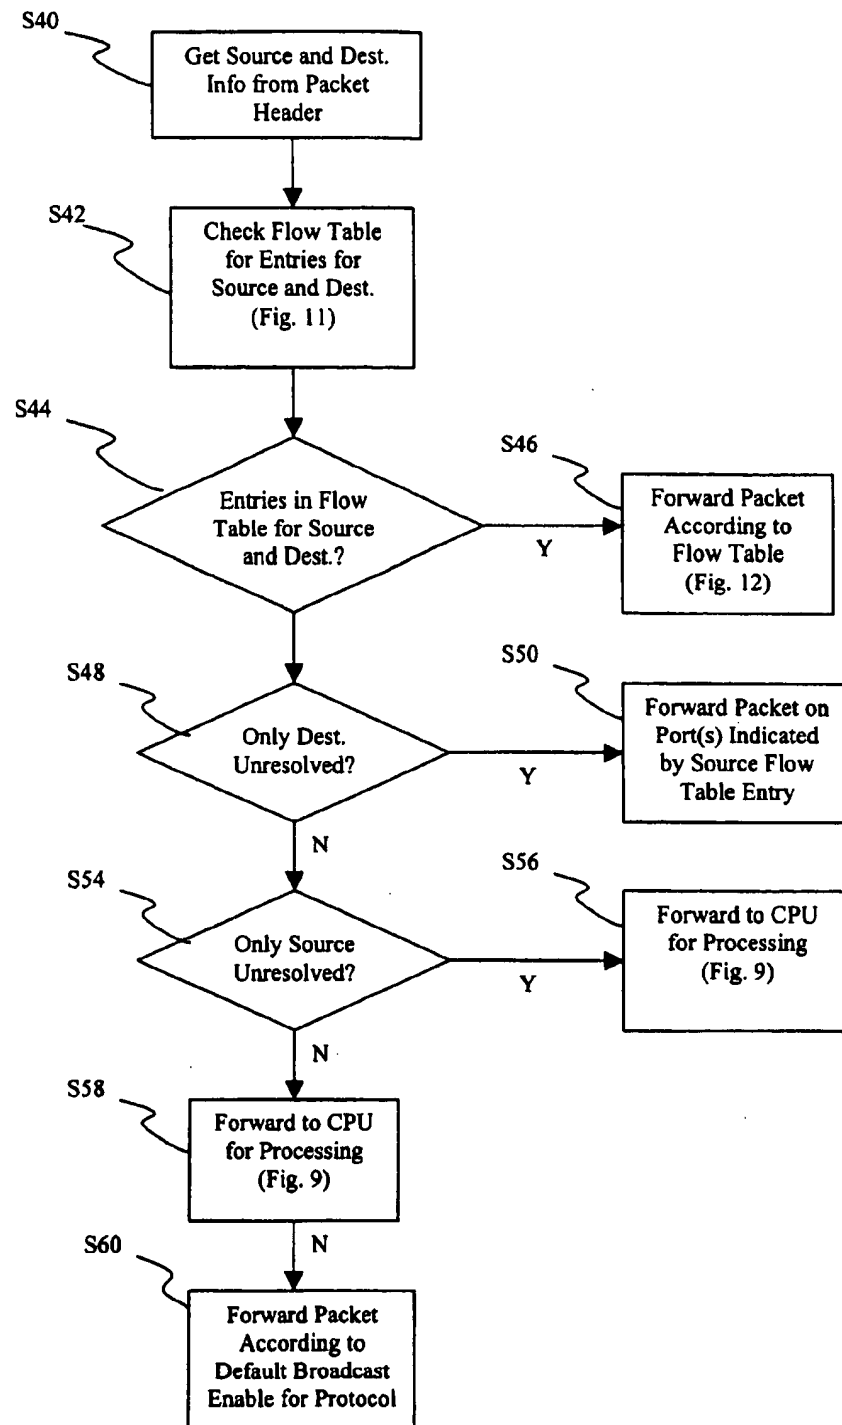 S40
Get Source and Dest.
Info from Packet
Header
S42
Check Flow Table
for Entries for
Source and Dest.
(Fig. 11)
S44
Entries in Flow
Table for Source
and Dest.?
Y
S46
Forward Packet
According to
Flow Table
(Fig. 12)
S48
Only Dest.
Unresolved?
Y
S50
Forward Packet on
Port(s) Indicated
by Source Flow
Table Entry
N
S54
Only Source
Unresolved?
Y
S56
Forward to CPU
for Processing
(Fig. 9)
N
S58
Forward to CPU
for Processing
(Fig. 9)
N
S60
Forward Packet
According to
Default Broadcast
Enable for Protocol